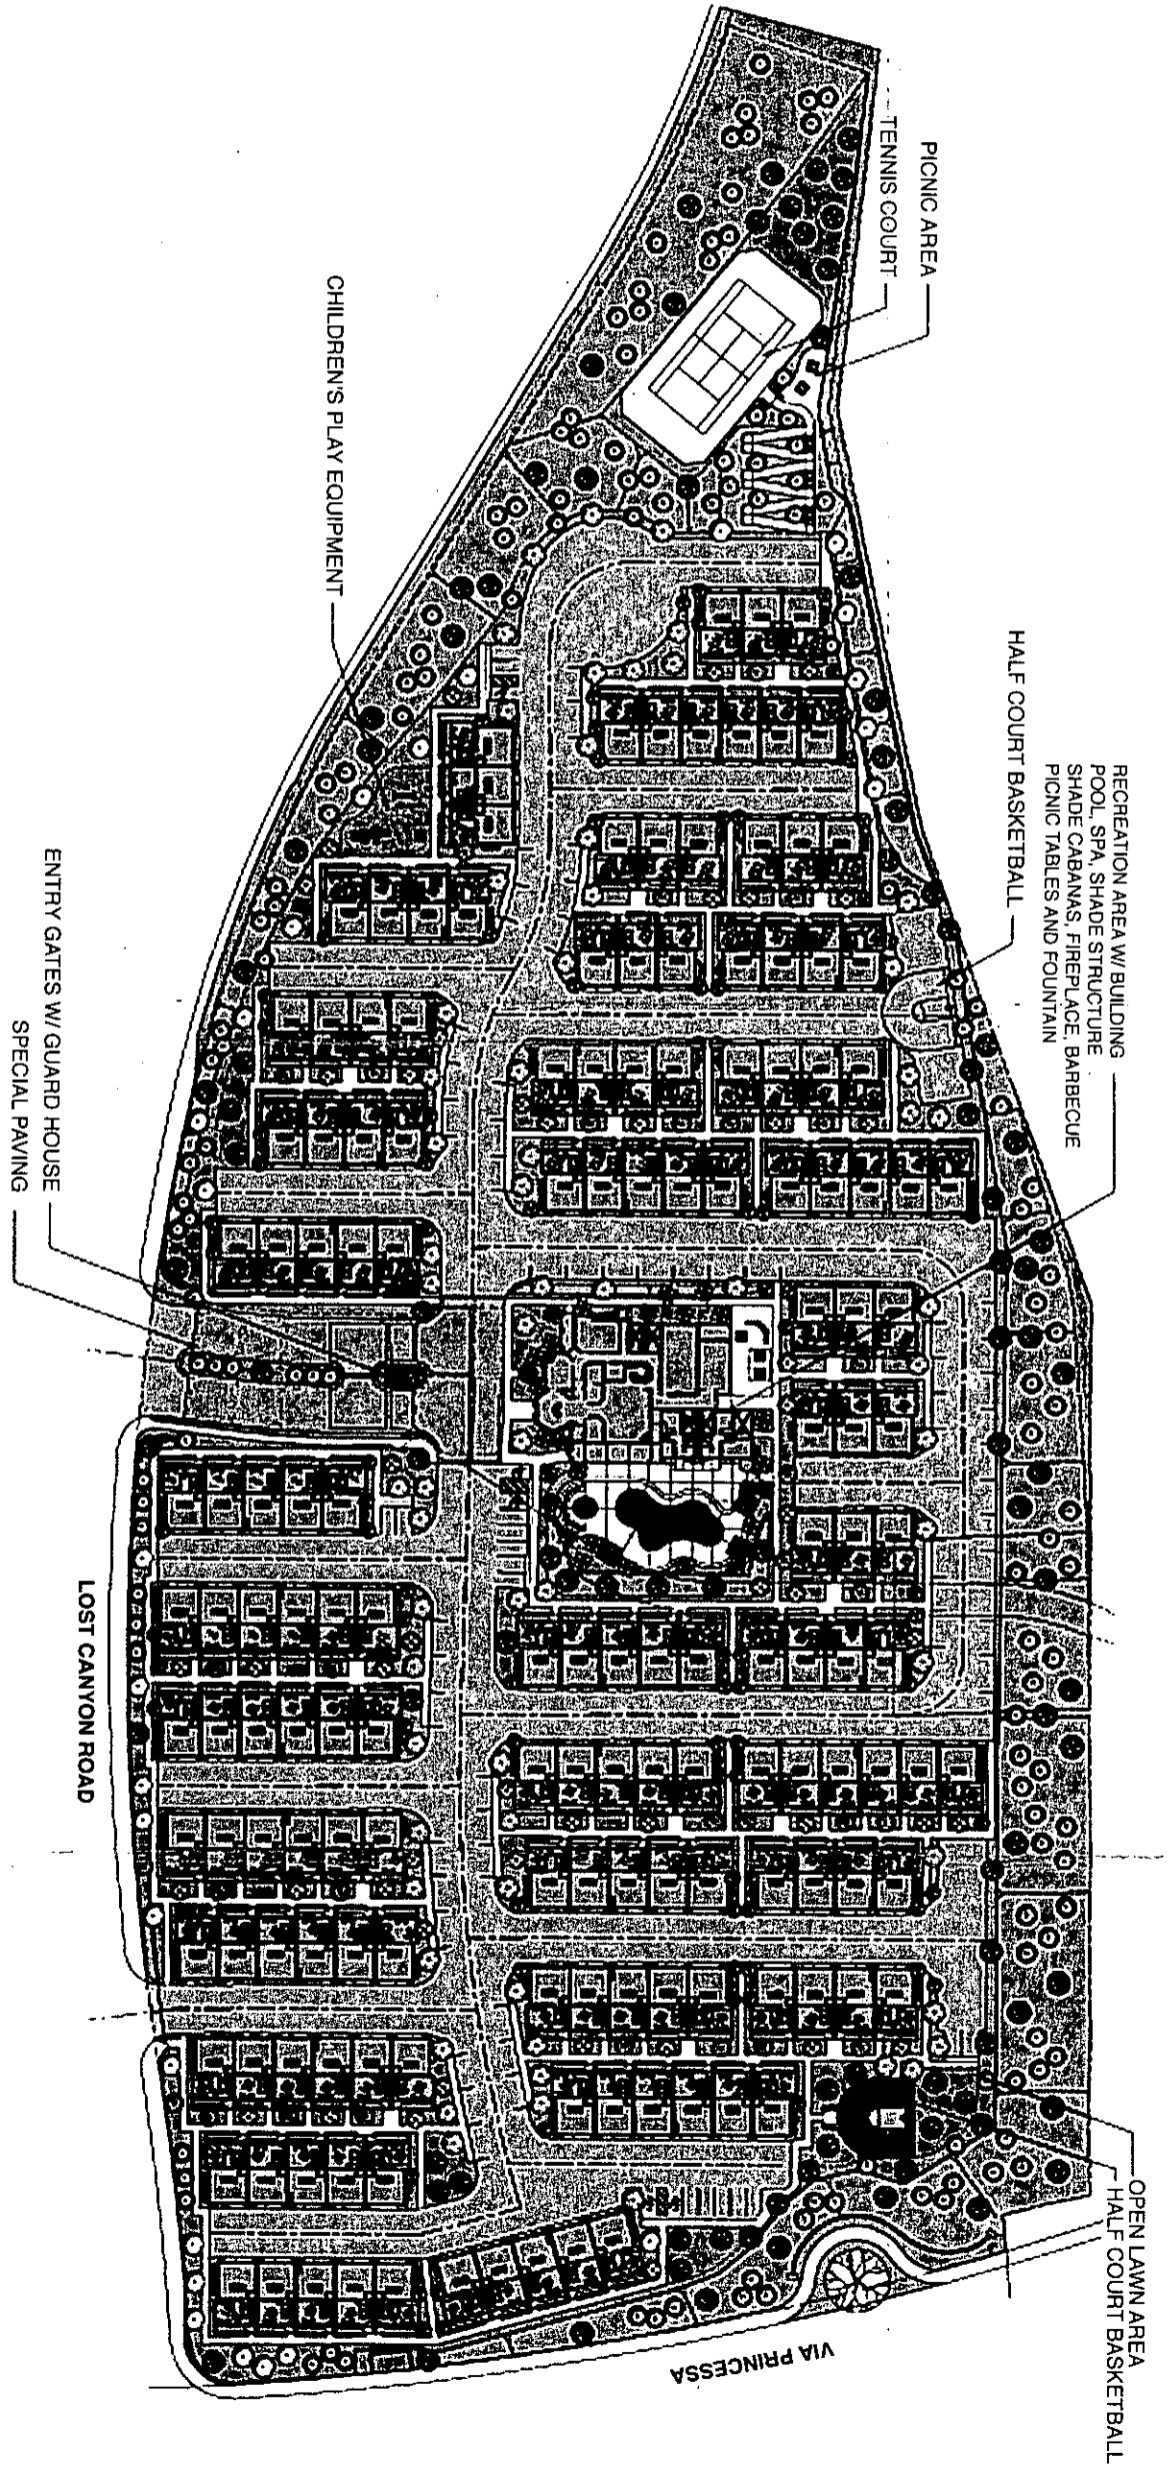 PICNIC AREA
TENNIS COURT
CHILDREN'S PLAY EQUIPMENT
HALF COURT BASKETBALL
RECREATION AREA W/ BUILDING
POOL, SPA, SHADE STRUCTURE
SHADE CABANAS, FIREPLACE, BARBECUE
PICNIC TABLES AND FOUNTAIN
ENTRY GATES W/ GUARD HOUSE
SPECIAL PAVING
LOST CANYON ROAD
OPEN LAWN AREA
HALF COURT BASKETBALL
VIA PRINCESSA